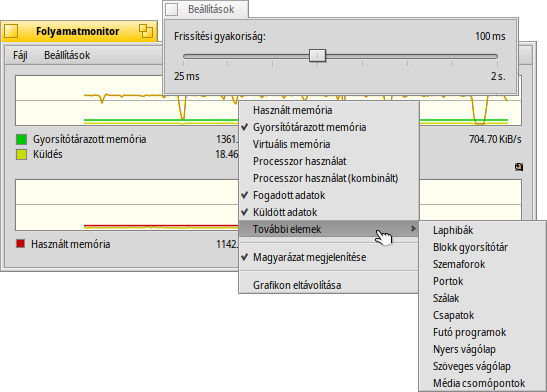 Beállítások
Frissítési gyakoriság: 100 ms
25 ms 2 s.
Folyamatmonitor
Fájl Beállítások
Gyorsítótárazott memória 1361.
Küldés 18.46
704.70 KiB/s
Használt memória 1142.
Használt memória
Gyorsítótárazott memória
Virtuális memória
Processzor használat
Processzor használat (kombinált)
Fogadott adatok
Küldött adatok
További elemek
Magyarázat megjelenítése
Grafikon eltávolítása
Laphibák
Blokk gyorsítótár
Szemaforok
Portok
Szálak
Csapatok
Futó programok
Nyers vágólap
Szöveges vágólap
Média csomópontok